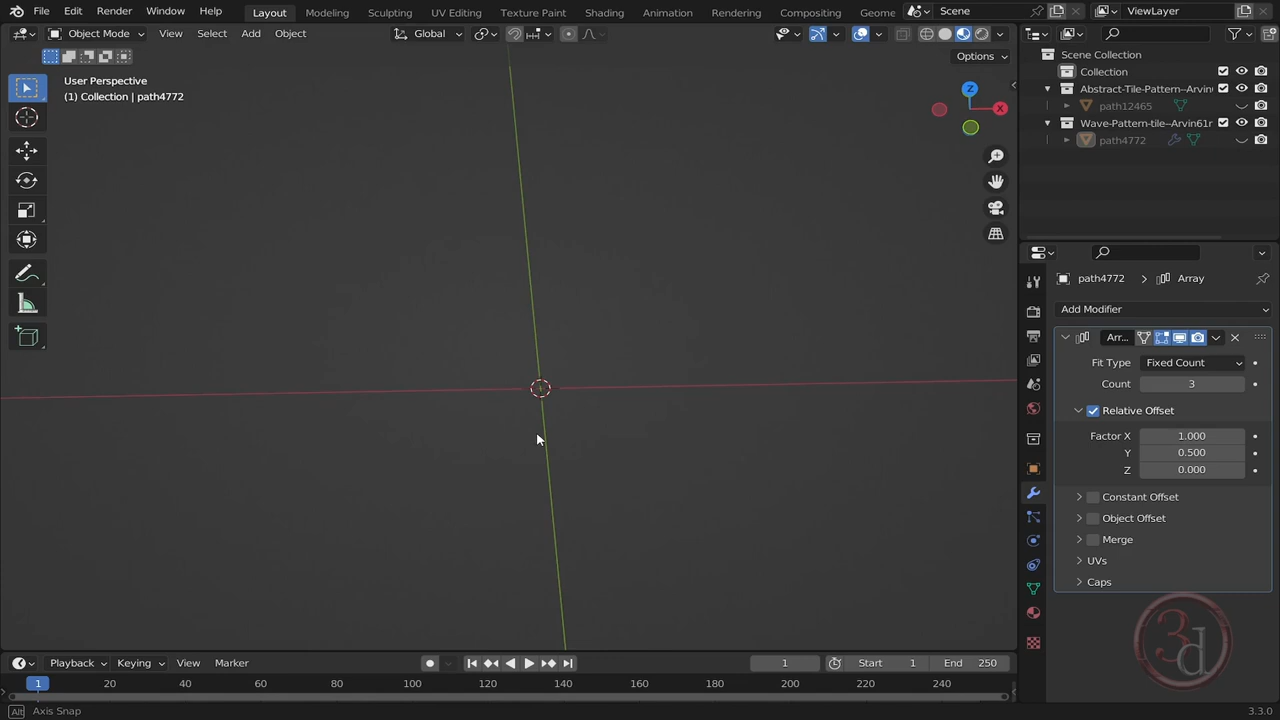 File Edit Render Window Help Layout Modeling Sculpting UV Editing Texture Paint Shading Animation Rendering Compositing Geome Scene ViewLayer
Object Mode View Select Add Object Global
Options
User Perspective
(1) Collection | path4772
Z
X
Scene Collection
Collection
Abstract-Tile-Pattern--Arvin
path12465
Wave-Pattern-tile--Arvin61r
path4772
path4772 Array
Add Modifier
Arr...
Fit Type Fixed Count
Count 3
Relative Offset
Factor X 1.000
Y 0.500
Z 0.000
Constant Offset
Object Offset
Merge
UVs
Caps
3d
Playback Keying View Marker 1 Start 1 End 250
1 20 40 60 80 100 120 140 160 180 200 220 240
Alt Axis Snap 3.3.0